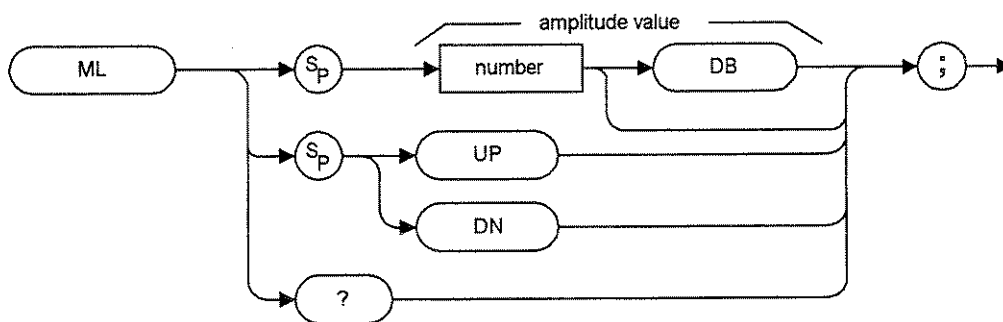 amplitude value
ML SP number DB ;
SP UP
DN
?